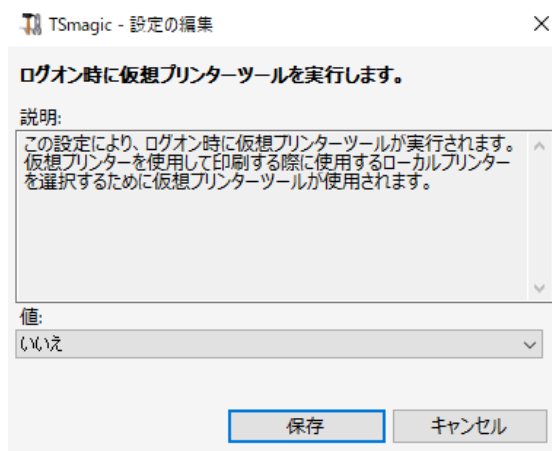 TSmagic - 設定の編集
ログオン時に仮想プリンターツールを実行します。
説明:
この設定により、ログオン時に仮想プリンターツールが実行されます。
仮想プリンターを使用して印刷する際に使用するローカルプリンター
を選択するために仮想プリンターツールが使用されます。
値:
いいえ
保存
キャンセル